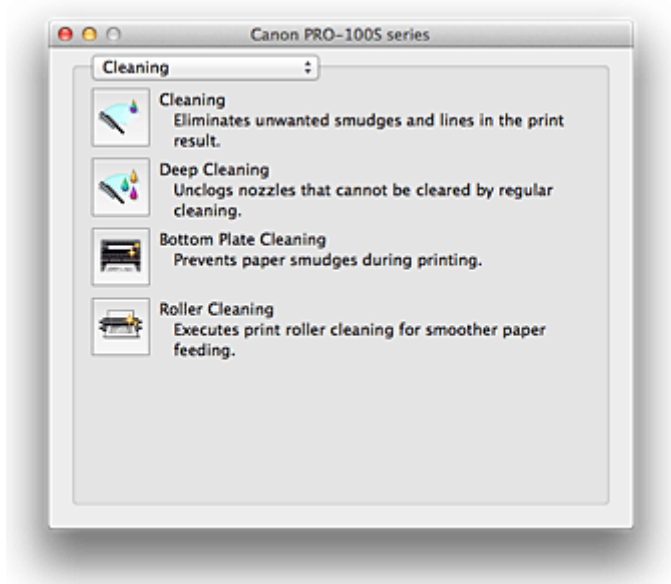 Canon PRO-100S series
Cleaning
Cleaning
Eliminates unwanted smudges and lines in the print
result.
Deep Cleaning
Unclogs nozzles that cannot be cleared by regular
cleaning.
Bottom Plate Cleaning
Prevents paper smudges during printing.
Roller Cleaning
Executes print roller cleaning for smoother paper
feeding.